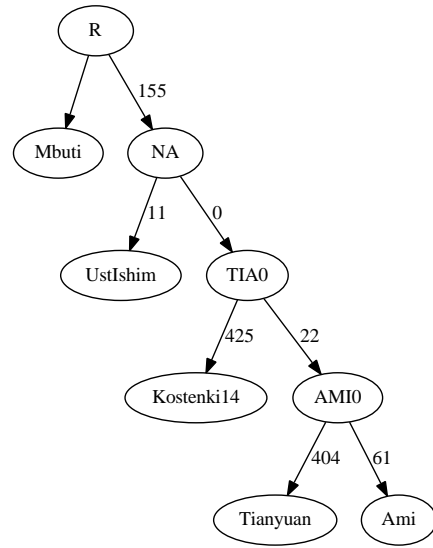 R
155
Mbuti
NA
11
0
UstIshim
TIA0
425
22
Kostenki14
AMI0
404
61
Tianyuan
Ami